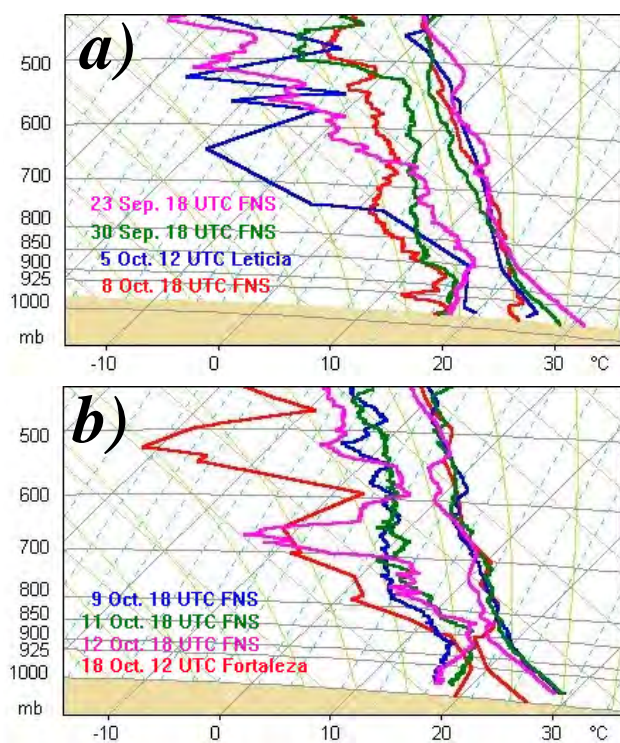 a)
500
600
700
800
850
900
925
1000
mb
23 Sep. 18 UTC FNS
30 Sep. 18 UTC FNS
5 Oct. 12 UTC Leticia
8 Oct. 18 UTC FNS
-10 0 10 20 30 °C
b)
500
600
700
800
850
900
925
1000
mb
9 Oct. 18 UTC FNS
11 Oct. 18 UTC FNS
12 Oct. 18 UTC FNS
18 Oct. 12 UTC Fortaleza
-10 0 10 20 30 °C